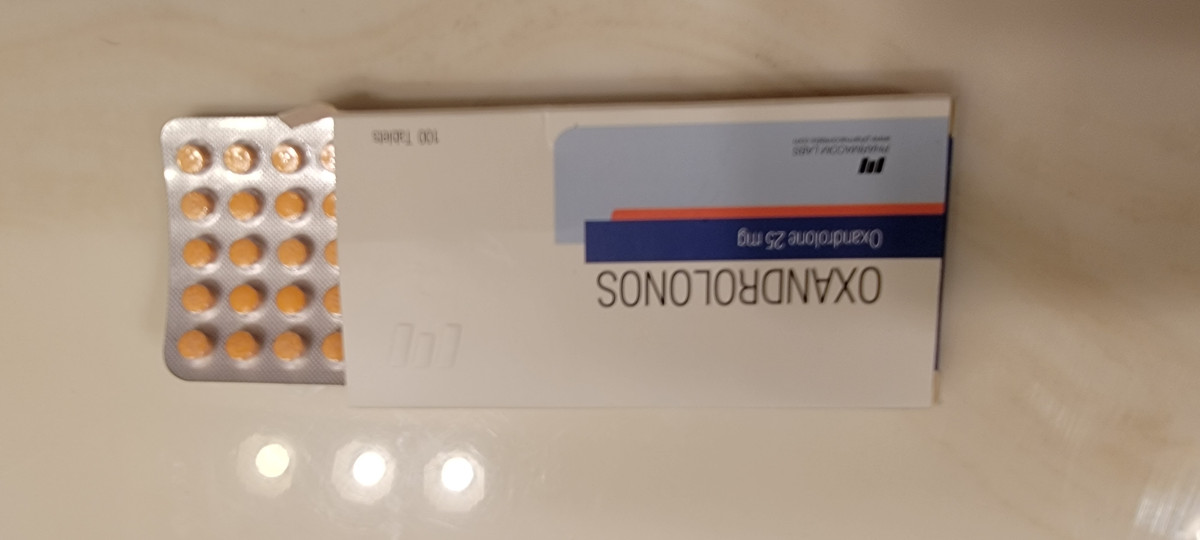 OXANDROLONOS
Oxandrolone 25 mg
PHARMACOM LABS
100 Tablets